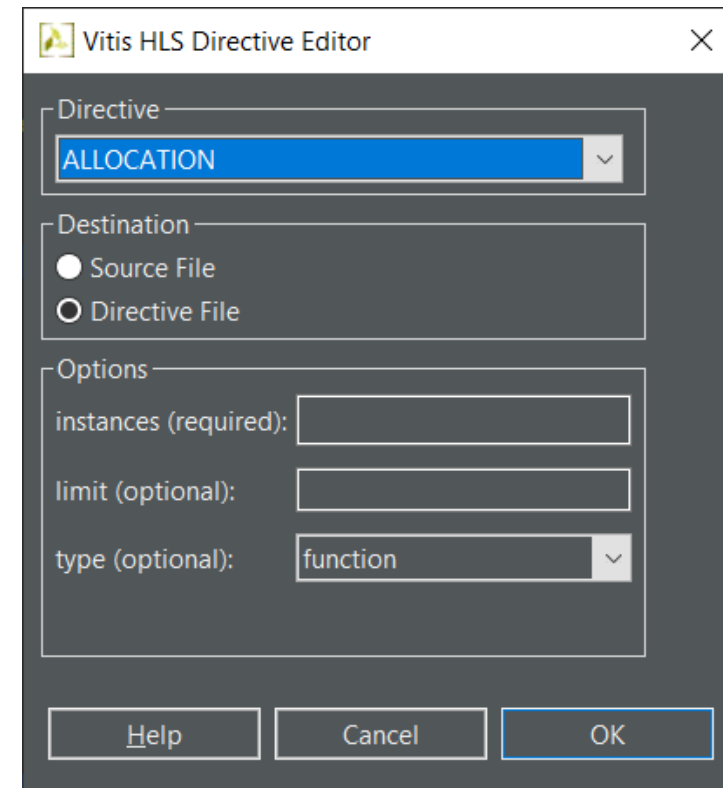 Vitis HLS Directive Editor
Directive
ALLOCATION
Destination
Source File
Directive File
Options
instances (required):
limit (optional):
type (optional): function
Help Cancel OK